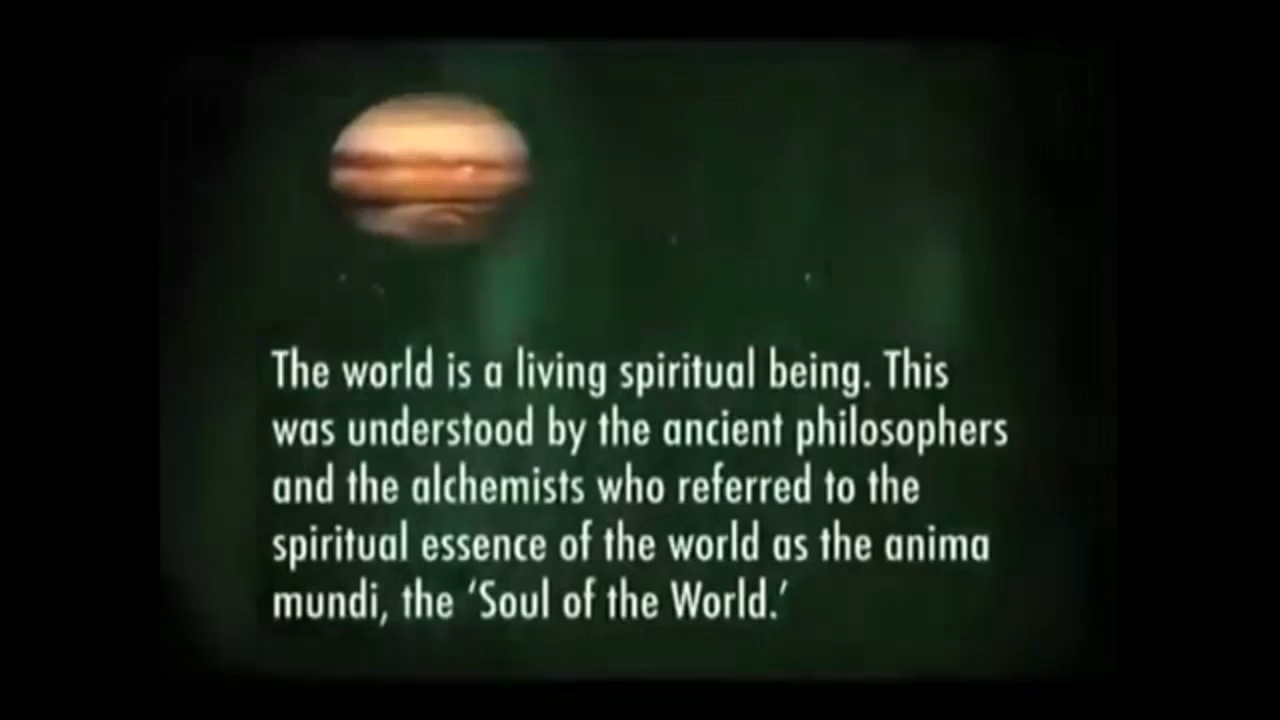 The world is a living spiritual being. This
was understood by the ancient philosophers
and the alchemists who referred to the
spiritual essence of the world as the anima
mundi, the ‘Soul of the World.’